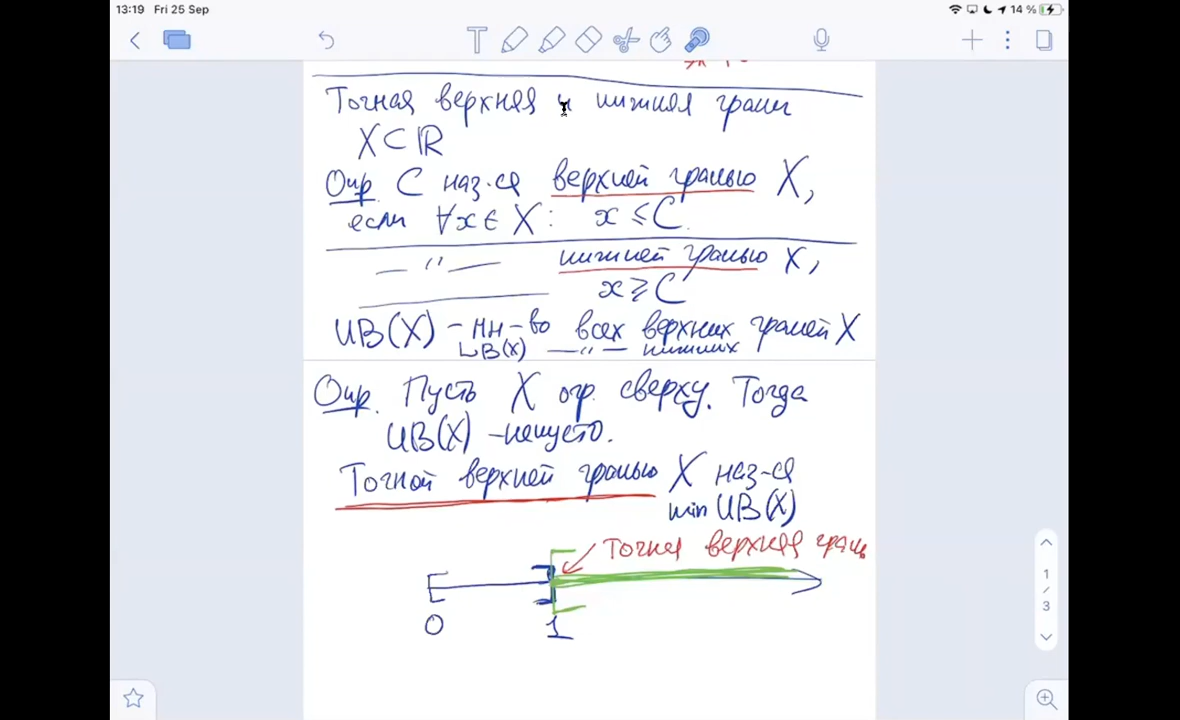 13:19 Fri 25 Sep
14 %
T
Точная верхняя и нижняя грани
X⊂ℝ
Опр. C наз-ся верхней гранью X,
если ∀x∈X: x ≤ C.
— " — нижней гранью X,
x ⩾ C
UB(X) - мн-во всех верхних граней X
LB(X) — " — нижних
Опр. Пусть X огр. сверху. Тогда
UB(X) - непусто.
Точной верхней гранью X наз-ся
min UB(X)
Точная верхняя грань
0 1
1
/
3